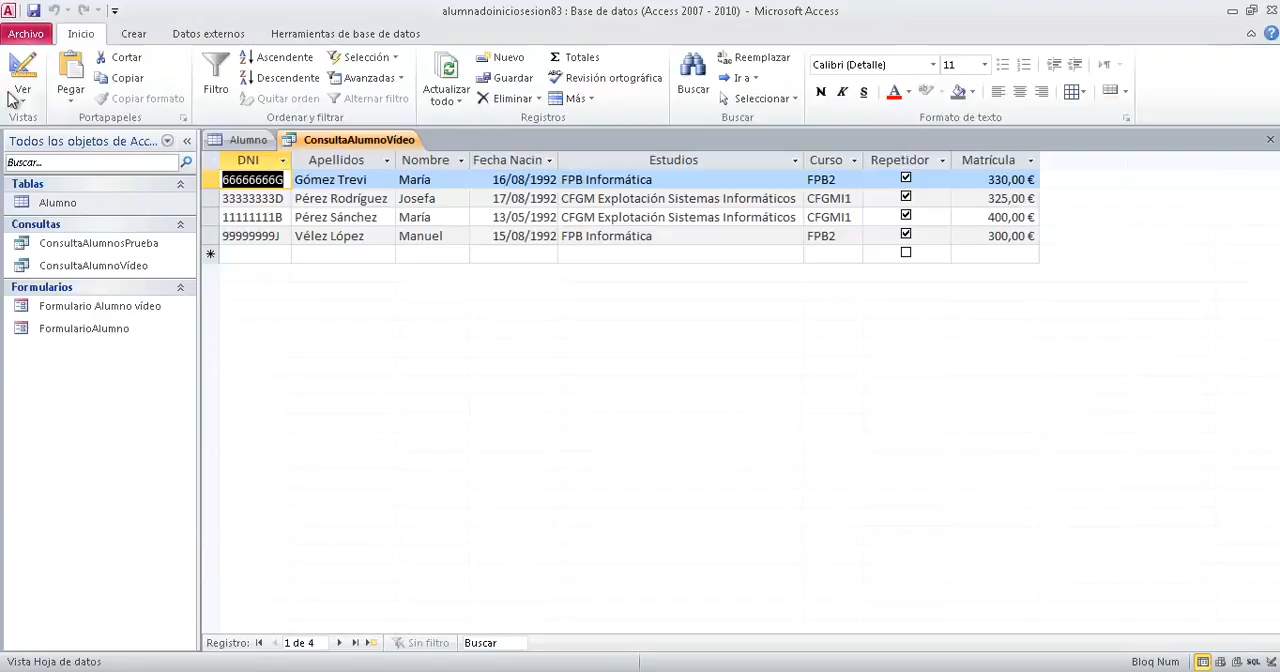 alumnadoiniciosesion83 : Base de datos (Access 2007 - 2010) - Microsoft Access
Archivo Inicio Crear Datos externos Herramientas de base de datos
Ver
Vistas
Pegar
Cortar
Copiar
Copiar formato
Portapapeles
Filtro
Ascendente
Descendente
Quitar orden
Selección
Avanzadas
Alternar filtro
Ordenar y filtrar
Actualizar
todo
Nuevo
Guardar
Eliminar
Totales
Revisión ortográfica
Más
Registros
Buscar
Reemplazar
Ir a
Seleccionar
Buscar
Calibri (Detalle) 11
N K S A
Formato de texto
Todos los objetos de Acc...
Buscar...
Tablas
Alumno
Consultas
ConsultaAlumnosPrueba
ConsultaAlumnoVídeo
Formularios
Formulario Alumno vídeo
FormularioAlumno
Alumno ConsultaAlumnoVídeo
DNI Apellidos Nombre Fecha Nacin Estudios Curso Repetidor Matrícula
66666666G Gómez Trevi María 16/08/1992 FPB Informática FPB2 330,00 €
33333333D Pérez Rodríguez Josefa 17/08/1992 CFGM Explotación Sistemas Informáticos CFGMI1 325,00 €
11111111B Pérez Sánchez María 13/05/1992 CFGM Explotación Sistemas Informáticos CFGMI1 400,00 €
99999999J Vélez López Manuel 15/08/1992 FPB Informática FPB2 300,00 €
Registro: 1 de 4 Sin filtro Buscar
Vista Hoja de datos
Bloq Num SQL